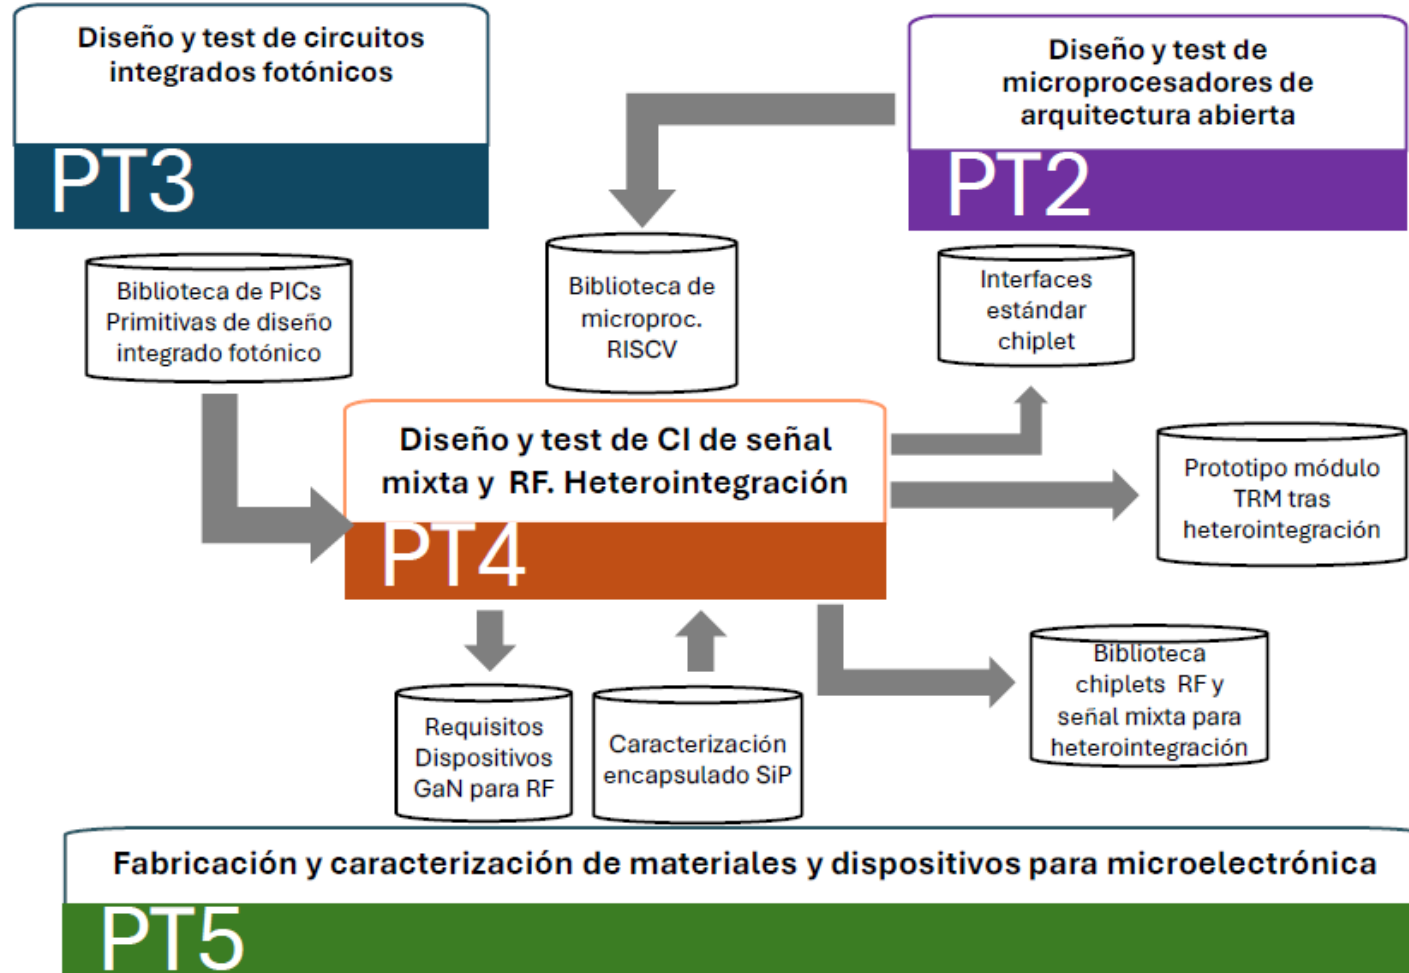 Diseño y test de circuitos
integrados fotónicos
PT3
Diseño y test de
microprocesadores de
arquitectura abierta
PT2
Biblioteca de PICs
Primitivas de diseño
integrado fotónico
Biblioteca de
microproc.
RISCV
Interfaces
estándar
chiplet
Diseño y test de CI de señal
mixta y RF. Heterointegración
PT4
Prototipo módulo
TRM tras
heterointegración
Requisitos
Dispositivos
GaN para RF
Caracterización
encapsulado SiP
Biblioteca
chiplets RF y
señal mixta para
heterointegración
Fabricación y caracterización de materiales y dispositivos para microelectrónica
PT5